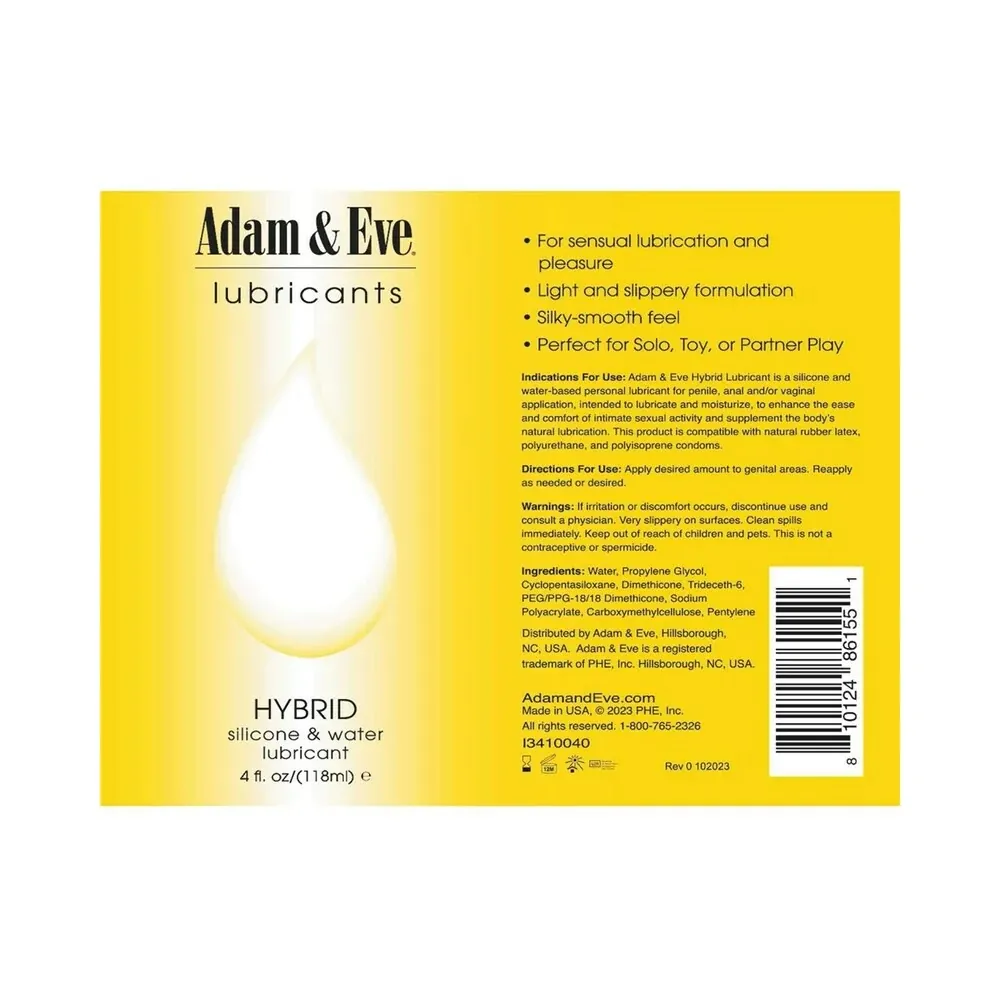 Adam & Eve®
lubricants
HYBRID
silicone & water
lubricant
4 fl. oz/(118ml) ℮
• For sensual lubrication and
pleasure
• Light and slippery formulation
• Silky-smooth feel
• Perfect for Solo, Toy, or Partner Play
Indications For Use: Adam & Eve Hybrid Lubricant is a silicone and
water-based personal lubricant for penile, anal and/or vaginal
application, intended to lubricate and moisturize, to enhance the ease
and comfort of intimate sexual activity and supplement the body's
natural lubrication. This product is compatible with natural rubber latex,
polyurethane, and polyisoprene condoms.
Directions For Use: Apply desired amount to genital areas. Reapply
as needed or desired.
Warnings: If irritation or discomfort occurs, discontinue use and
consult a physician. Very slippery on surfaces. Clean spills
immediately. Keep out of reach of children and pets. This is not a
contraceptive or spermicide.
Ingredients: Water, Propylene Glycol,
Cyclopentasiloxane, Dimethicone, Trideceth-6,
PEG/PPG-18/18 Dimethicone, Sodium
Polyacrylate, Carboxymethylcellulose, Pentylene
Distributed by Adam & Eve, Hillsborough,
NC, USA. Adam & Eve is a registered
trademark of PHE, Inc. Hillsborough, NC, USA.
AdamandEve.com
Made in USA, © 2023 PHE, Inc.
All rights reserved. 1-800-765-2326
I3410040
12M
Rev 0 102023
8 10124 86155 1